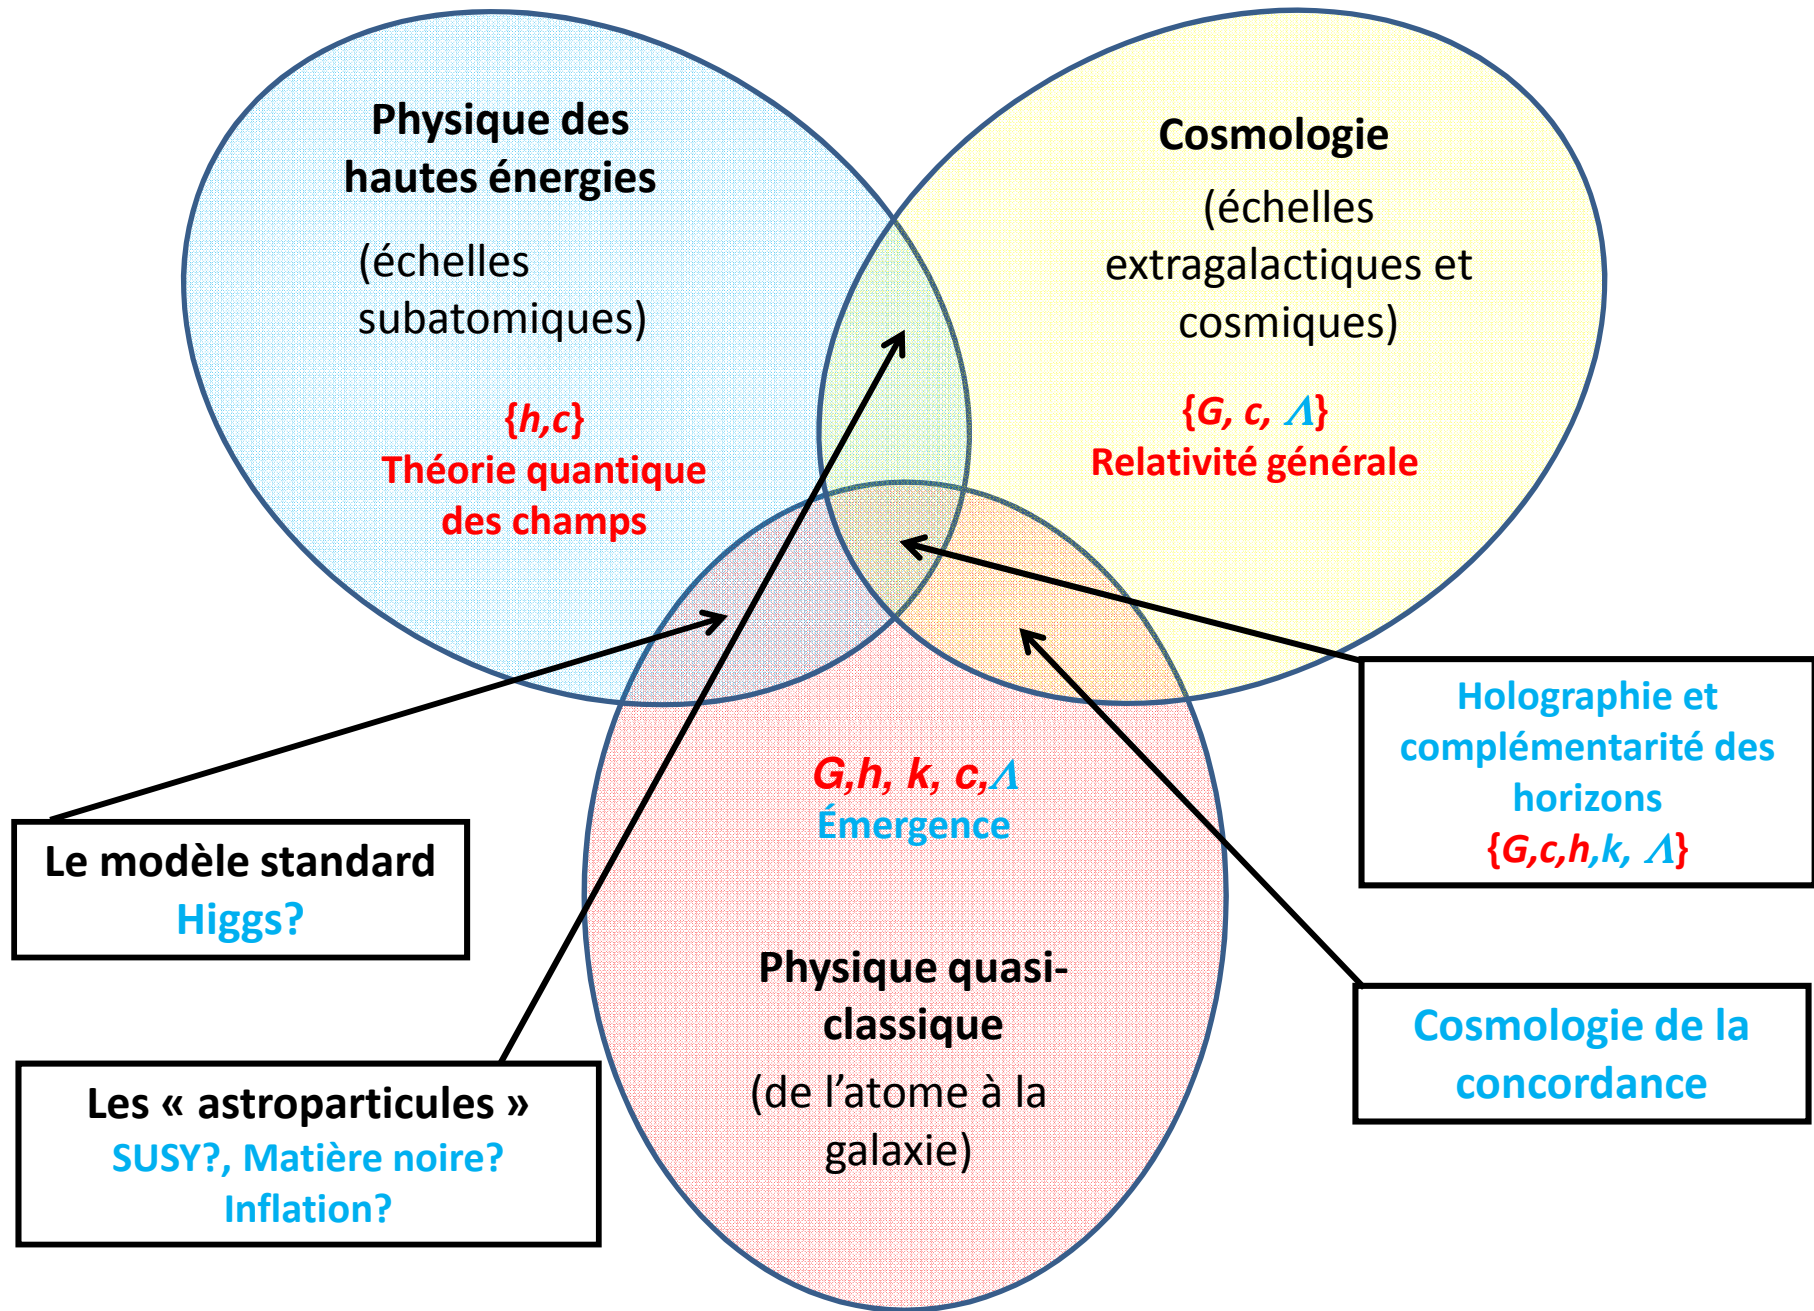 Physique des
hautes énergies
(échelles
subatomiques)
{h,c}
Théorie quantique
des champs
Cosmologie
(échelles
extragalactiques et
cosmiques)
{G, c, Λ}
Relativité générale
G,h, k, c,Λ
Émergence
Physique quasi-
classique
(de l’atome à la
galaxie)
Le modèle standard
Higgs?
Les « astroparticules »
SUSY?, Matière noire?
Inflation?
Holographie et
complémentarité des
horizons
{G,c,h,k, Λ}
Cosmologie de la
concordance